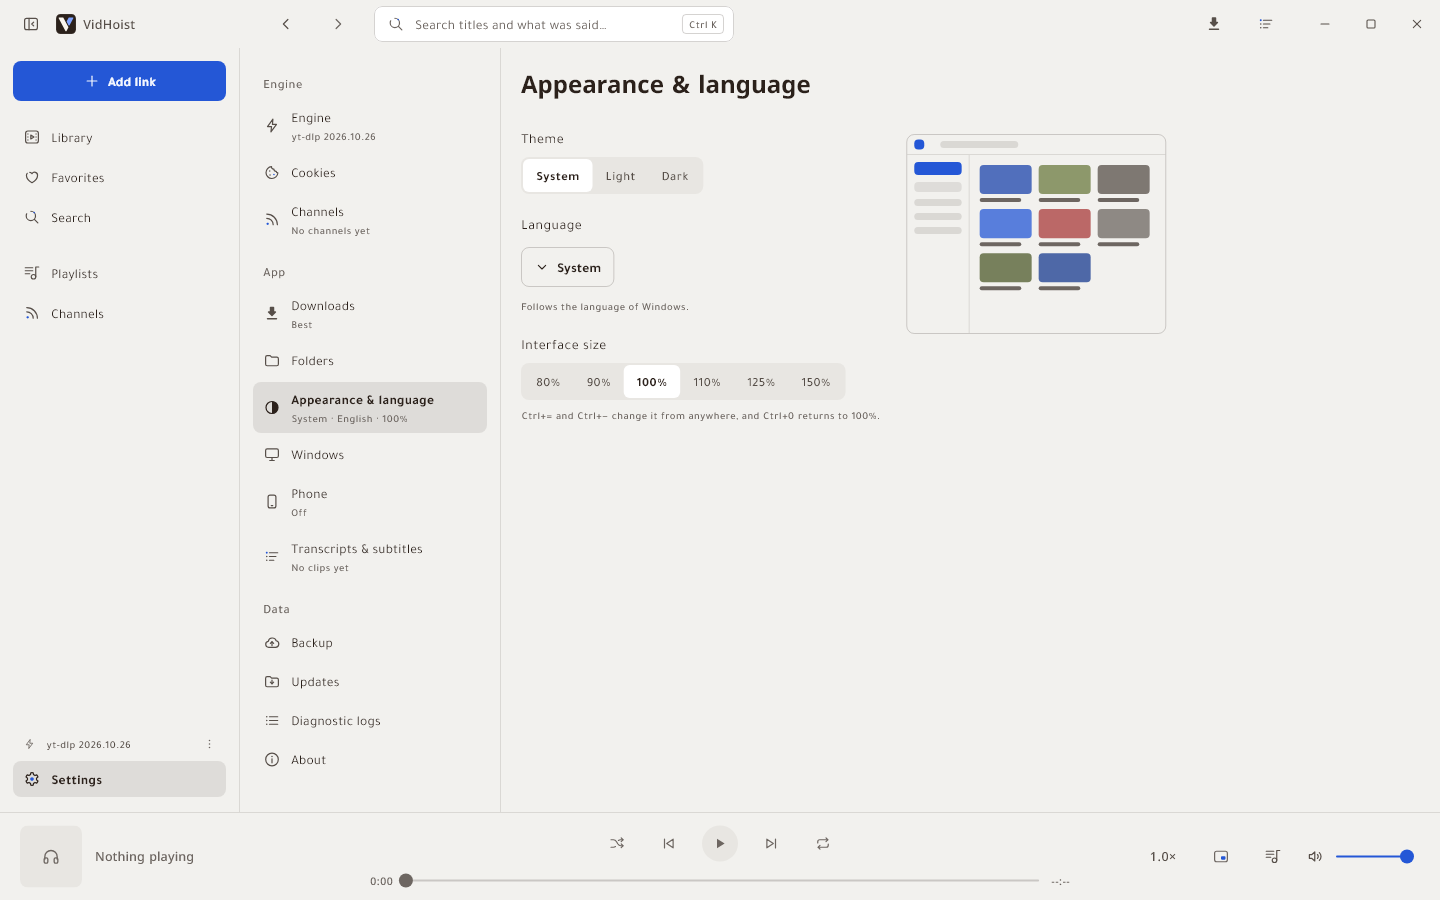 VidHoist
Search titles and what was said…
Ctrl K
Add link
Library
Favorites
Search
Playlists
Channels
yt-dlp 2026.10.26
Settings
Engine
Engine
yt-dlp 2026.10.26
Cookies
Channels
No channels yet
App
Downloads
Best
Folders
Appearance & language
System · English · 100%
Windows
Phone
Off
Transcripts & subtitles
No clips yet
Data
Backup
Updates
Diagnostic logs
About
Appearance & language
Theme
System Light Dark
Language
System
Follows the language of Windows.
Interface size
80% 90% 100% 110% 125% 150%
Ctrl+= and Ctrl+− change it from anywhere, and Ctrl+0 returns to 100%.
Nothing playing
0:00
--:--
1.0×